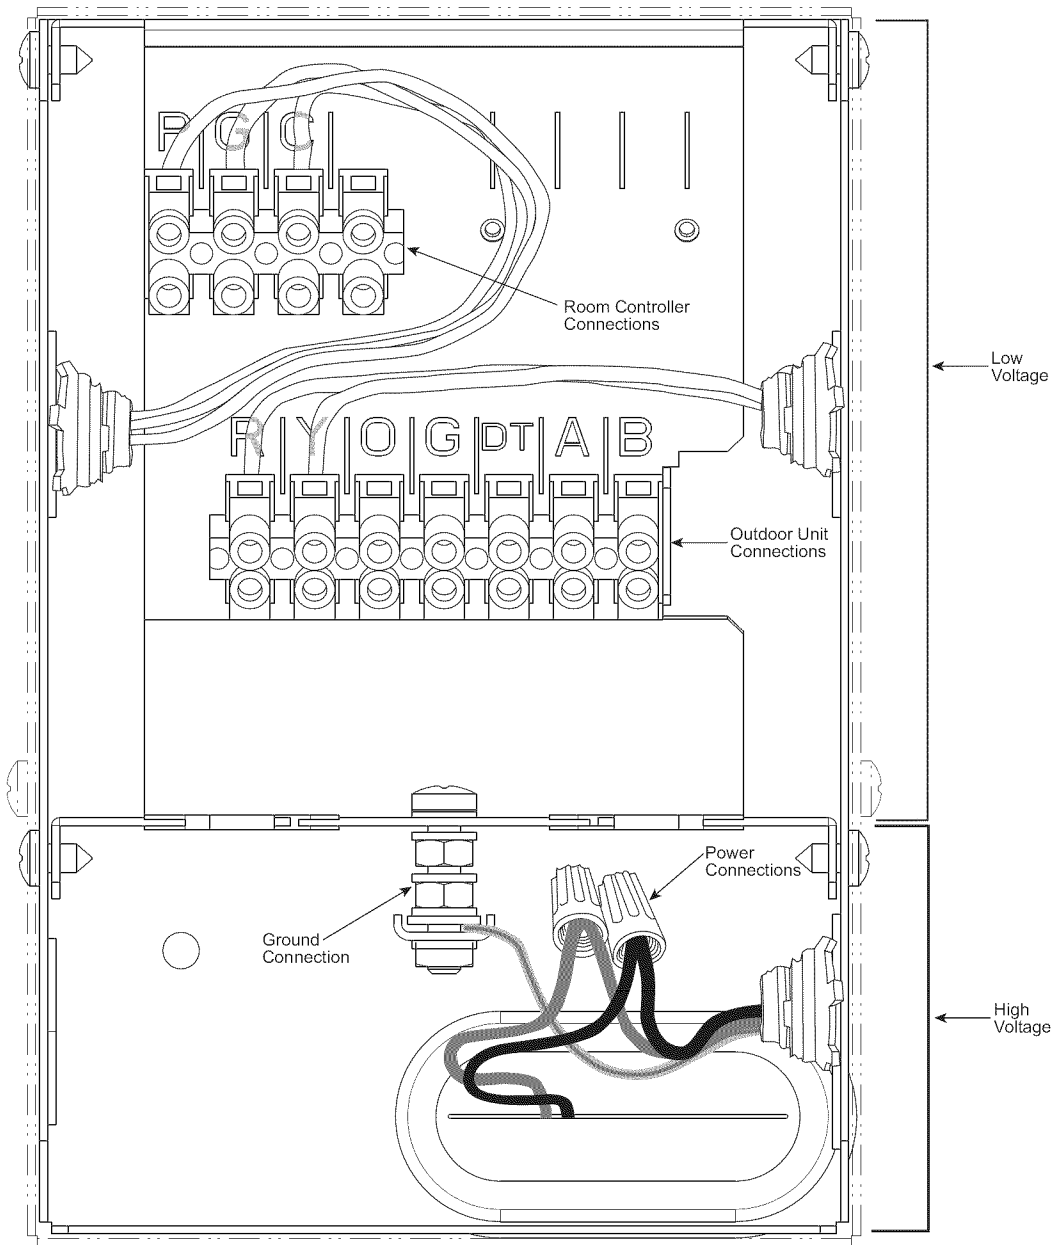 R G C
Room Controller
Connections
Low
Voltage
R Y O G DT A B
Outdoor Unit
Connections
Power
Connections
Ground
Connection
High
Voltage